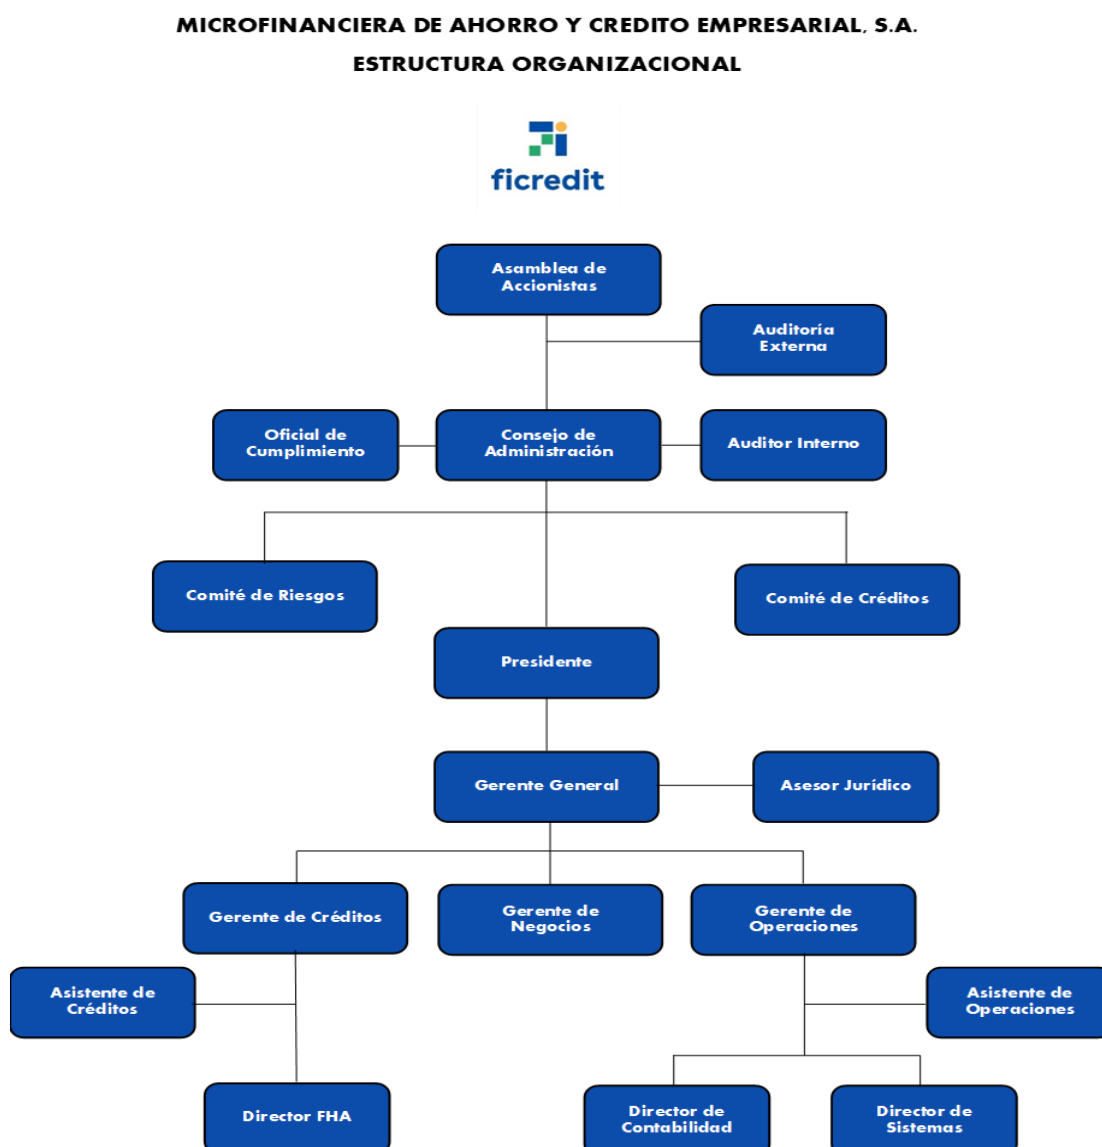 MICROFINANCIERA DE AHORRO Y CREDITO EMPRESARIAL, S.A.
ESTRUCTURA ORGANIZACIONAL
ficredit
Asamblea de
Accionistas
Auditoría
Externa
Oficial de
Cumplimiento
Consejo de
Administración
Auditor Interno
Comité de Riesgos
Comité de Créditos
Presidente
Gerente General
Asesor Jurídico
Gerente de Créditos
Gerente de
Negocios
Gerente de
Operaciones
Asistente de
Créditos
Asistente de
Operaciones
Director FHA
Director de
Contabilidad
Director de
Sistemas